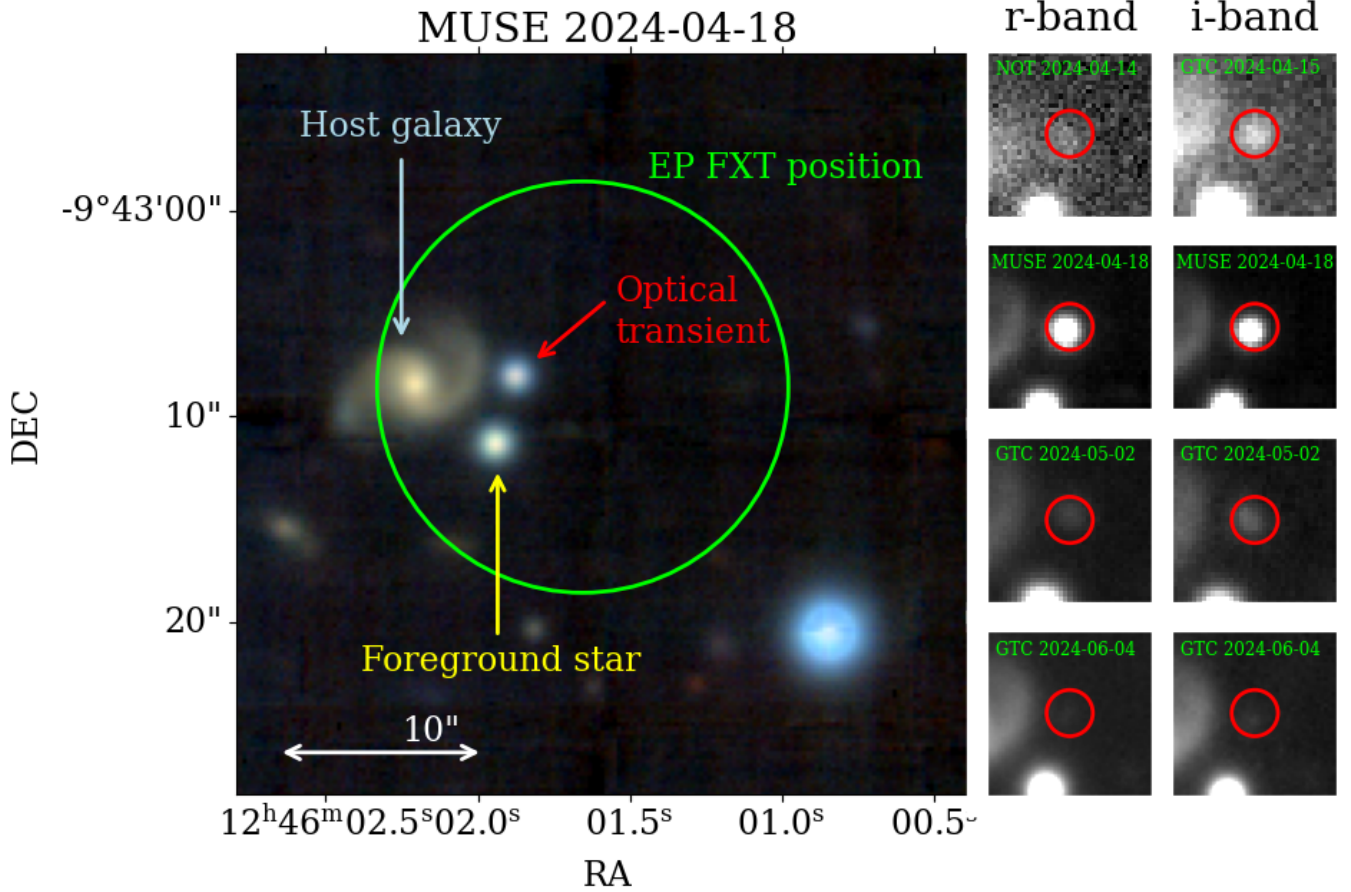 MUSE 2024-04-18
r-band
i-band
Host galaxy
EP FXT position
Optical
transient
Foreground star
10"
-9°43'00"
10"
20"
DEC
12ʰ46ᵐ02.5ˢ02.0ˢ 01.5ˢ 01.0ˢ 00.5
RA
NOT 2024-04-14
GTC 2024-04-15
MUSE 2024-04-18
MUSE 2024-04-18
GTC 2024-05-02
GTC 2024-05-02
GTC 2024-06-04
GTC 2024-06-04